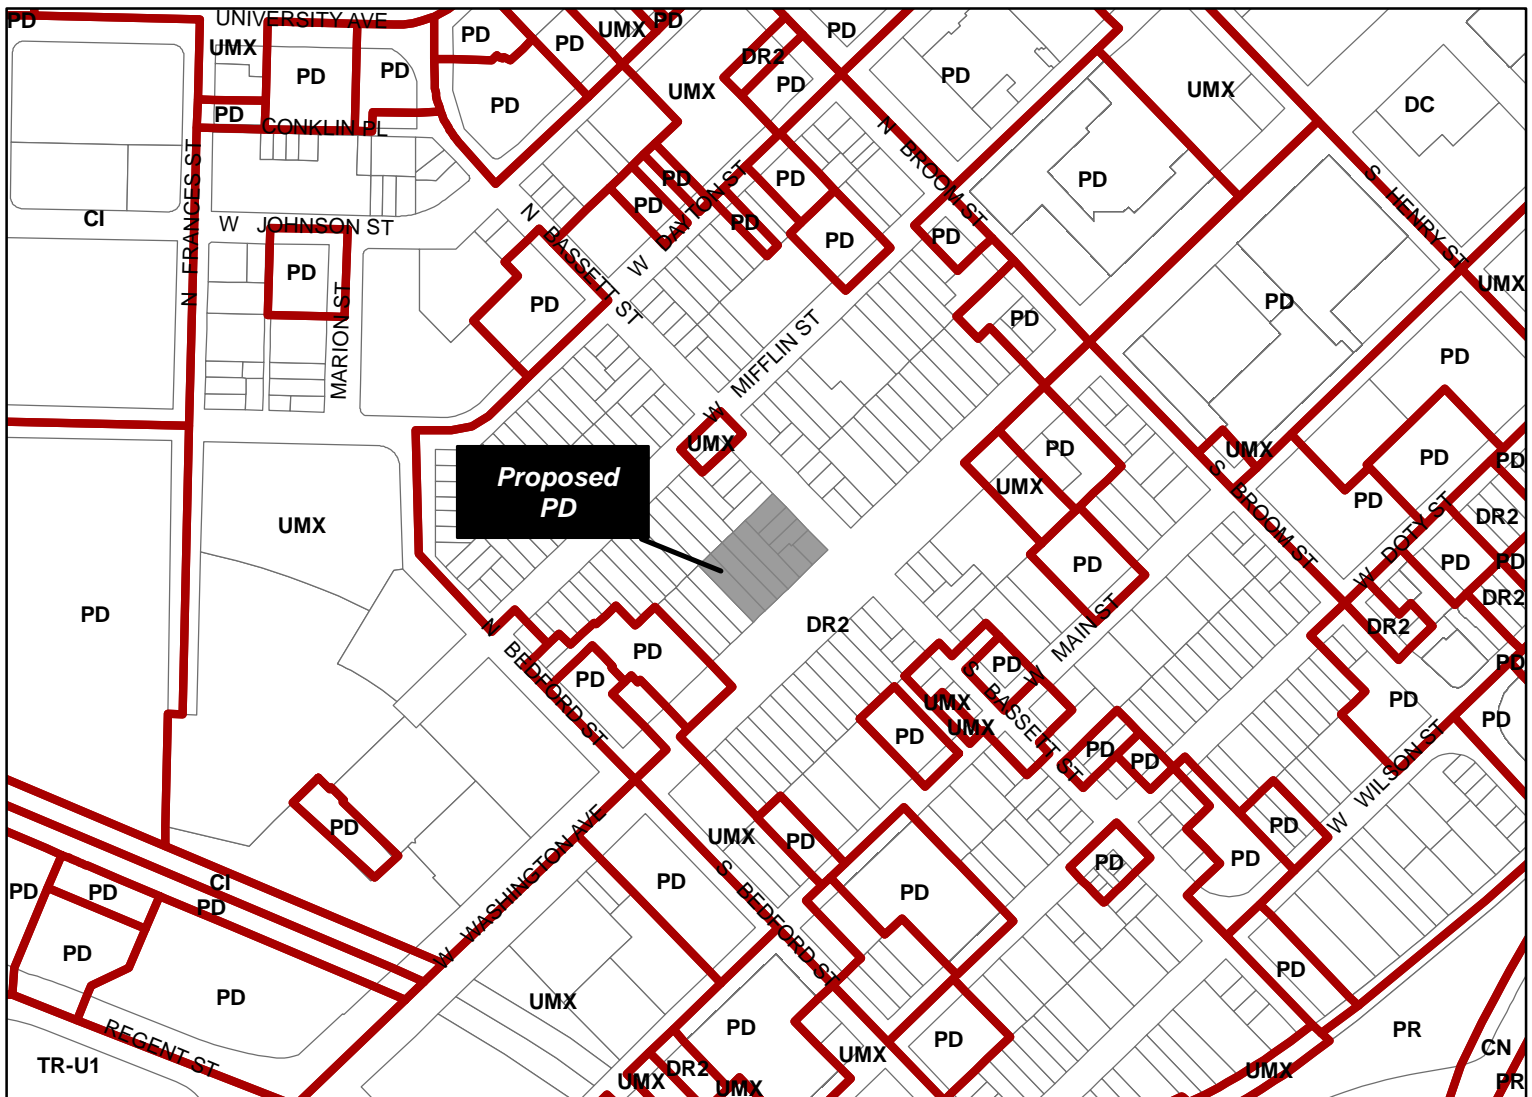 PD
UNIVERSITY AVE
UMX
PD
PD
PD
CONKLIN PL
PD
PD
UMX
PD
PD
DR2
PD
UMX
PD
PD
UMX
DC
N FRANCES ST
CI
W JOHNSON ST
PD
MARION ST
N BASSETT ST
PD
PD
PD
W DAYTON ST
PD
PD
PD
N BROOM ST
PD
PD
PD
S HENRY ST
UMX
PD
PD
W MIFFLIN ST
UMX
Proposed
PD
PD
UMX
PD
UMX
S BROOM ST
PD
PD
PD
PD
DR2
W DOTY ST
PD
PD
DR2
DR2
PD
UMX
PD
DR2
PD
W MAIN ST
N BEDFORD ST
PD
PD
PD
S BASSETT ST
UMX
UMX
PD
PD
PD
PD
PD
W WILSON ST
PD
PD
PD
PD
UMX
PD
S BEDFORD ST
PD
PD
W WASHINGTON AVE
CI
PD
PD
PD
PD
PD
REGENT ST
TR-U1
UMX
PD
UMX
DR2
UMX
UMX
PD
PD
UMX
PR
CN
PR